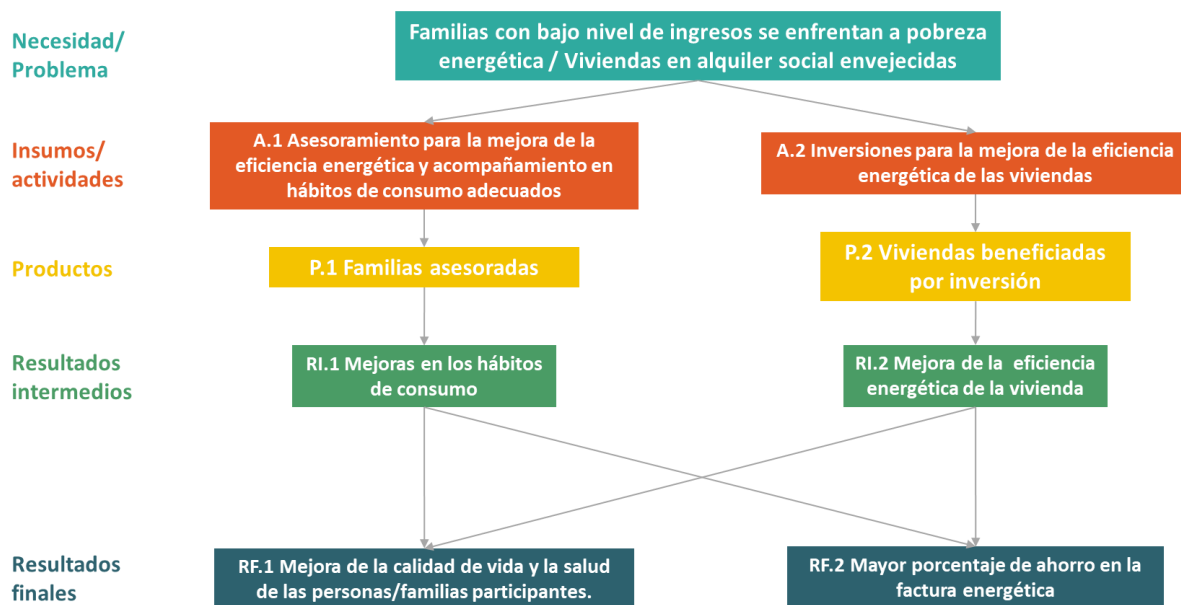 Necesidad/
Problema
Familias con bajo nivel de ingresos se enfrentan a pobreza
energética / Viviendas en alquiler social envejecidas
Insumos/
actividades
A.1 Asesoramiento para la mejora de la
eficiencia energética y acompañamiento en
hábitos de consumo adecuados
A.2 Inversiones para la mejora de la eficiencia
energética de las viviendas
Productos
P.1 Familias asesoradas
P.2 Viviendas beneficiadas
por inversión
Resultados
intermedios
RI.1 Mejoras en los hábitos
de consumo
RI.2 Mejora de la eficiencia
energética de la vivienda
Resultados
finales
RF.1 Mejora de la calidad de vida y la salud
de las personas/familias participantes.
RF.2 Mayor porcentaje de ahorro en la
factura energética